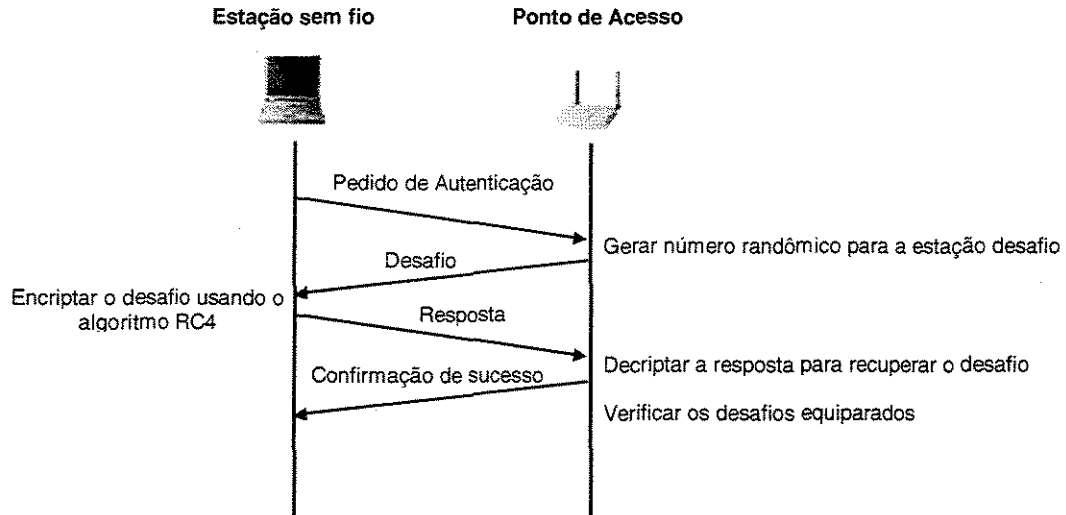 Estação sem fio
Ponto de Acesso
Pedido de Autenticação
Gerar número randômico para a estação desafio
Desafio
Encriptar o desafio usando o
algoritmo RC4
Resposta
Decriptar a resposta para recuperar o desafio
Confirmação de sucesso
Verificar os desafios equiparados